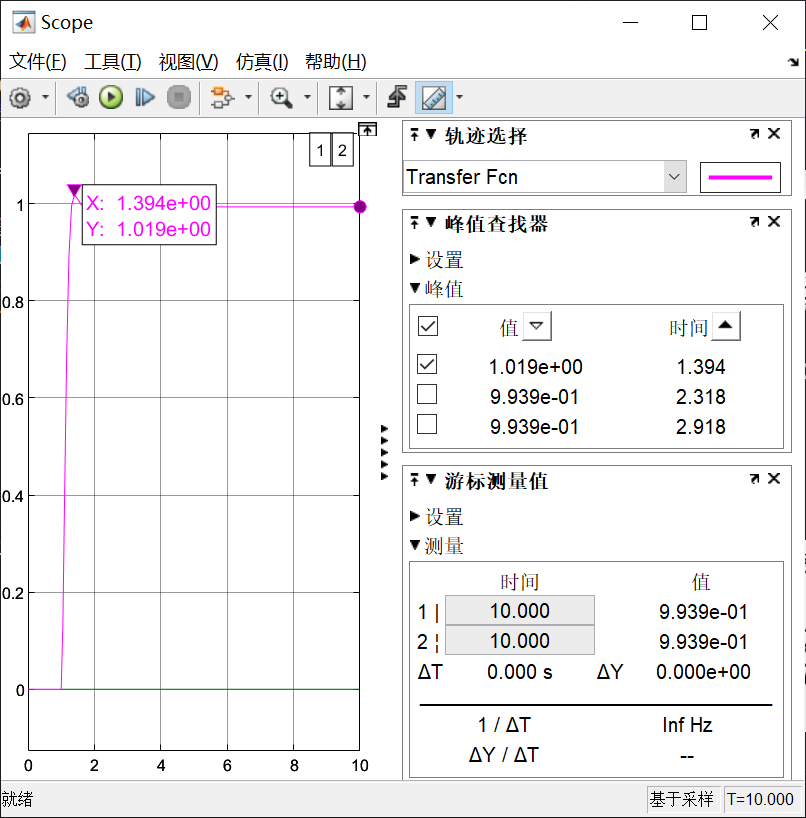 Scope
文件(F) 工具(T) 视图(V) 仿真(I) 帮助(H)
1 2
X: 1.394e+00
Y: 1.019e+00
1
0.8
0.6
0.4
0.2
0
0 2 4 6 8 10
轨迹选择
Transfer Fcn
峰值查找器
设置
峰值
值 时间
1.019e+00 1.394
9.939e-01 2.318
9.939e-01 2.918
游标测量值
设置
测量
时间 值
1 | 10.000 9.939e-01
2 ¦ 10.000 9.939e-01
ΔT 0.000 s ΔY 0.000e+00
1 / ΔT Inf Hz
ΔY / ΔT --
就绪 基于采样 T=10.000